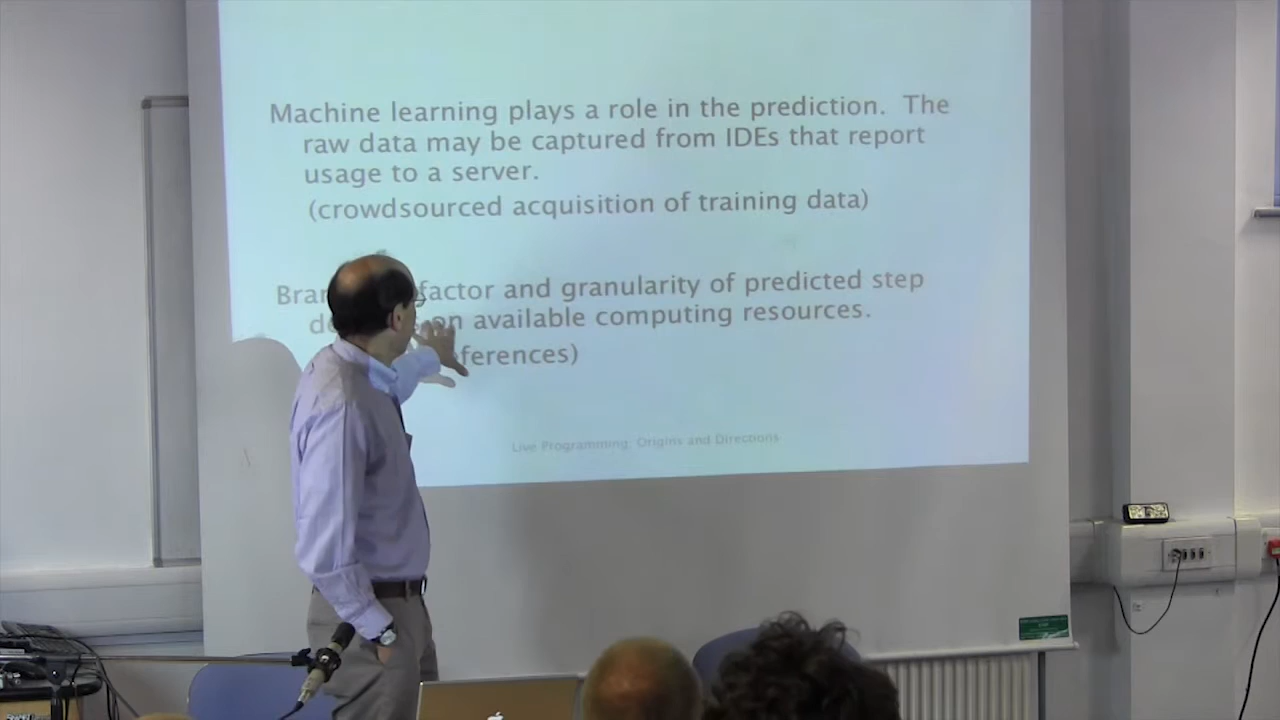 Machine learning plays a role in the prediction. The
raw data may be captured from IDEs that report
usage to a server.
(crowdsourced acquisition of training data)
factor and granularity of predicted step
on available computing resources.
Live Programming: Origins and Directions